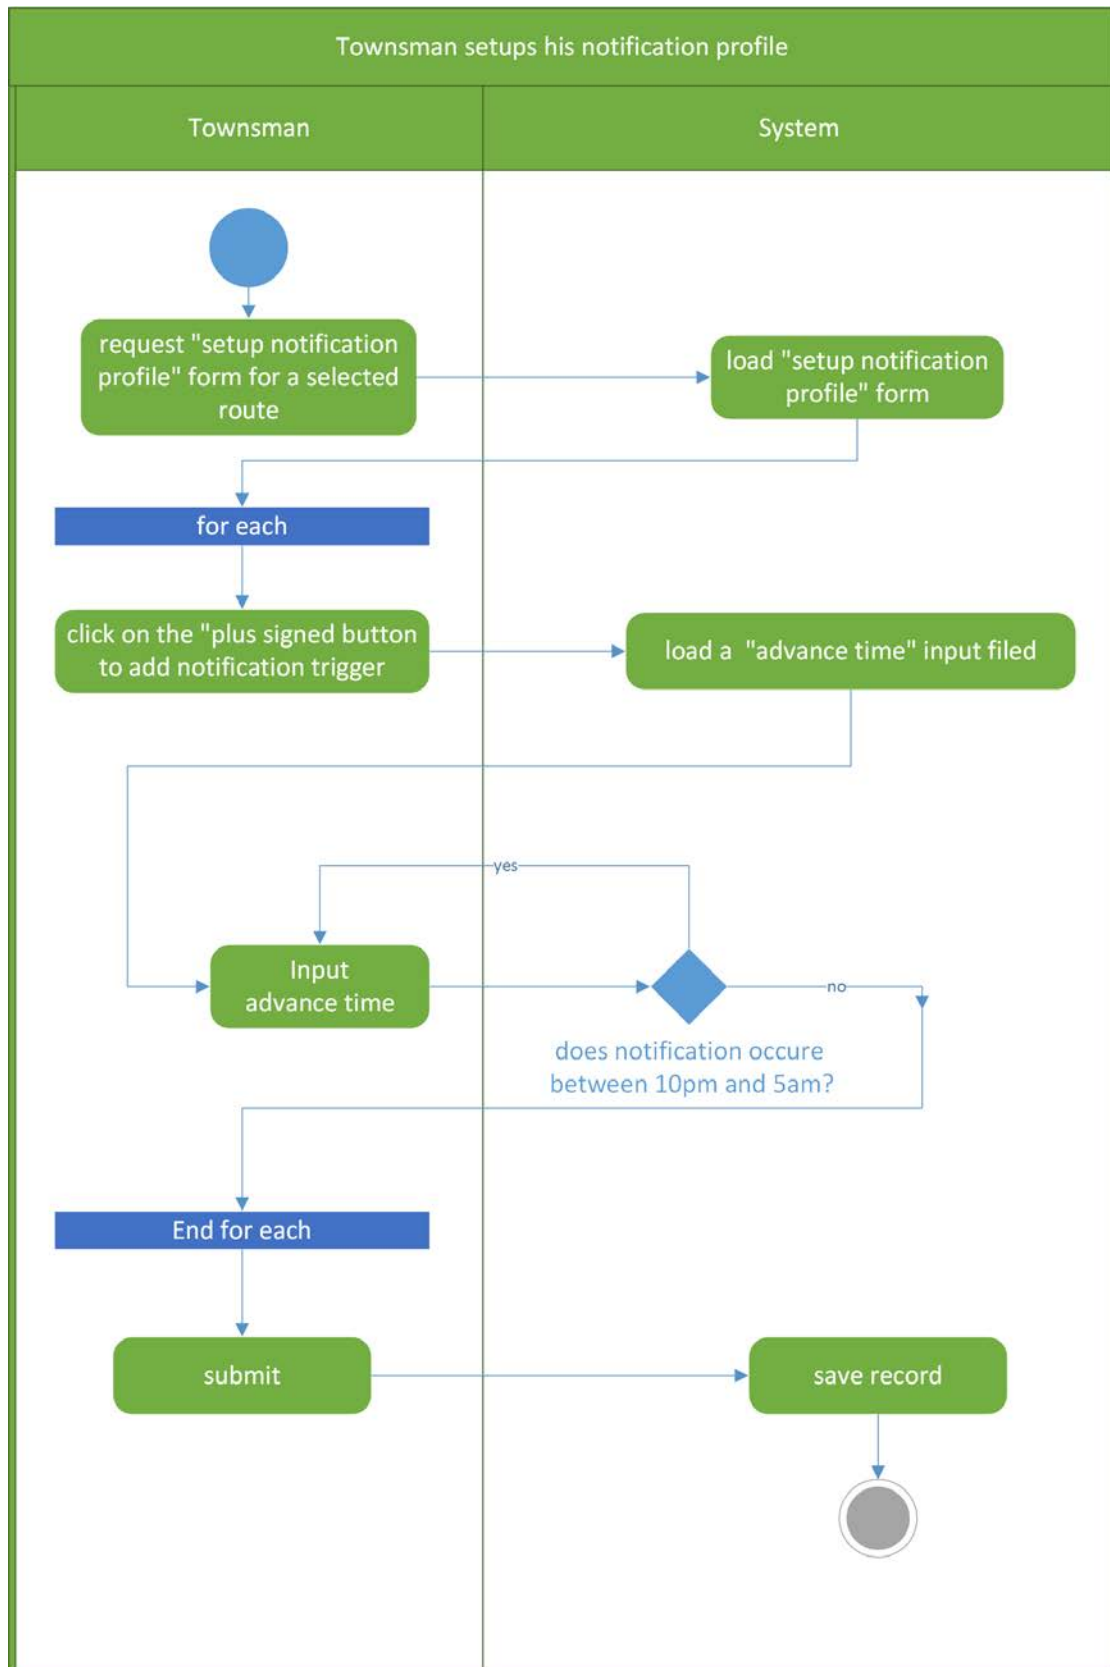 Townsman setups his notification profile
Townsman
System
request "setup notification
profile" form for a selected
route
load "setup notification
profile" form
for each
click on the "plus signed button
to add notification trigger
load a "advance time" input filed
yes
Input
advance time
no
does notification occure
between 10pm and 5am?
End for each
submit
save record